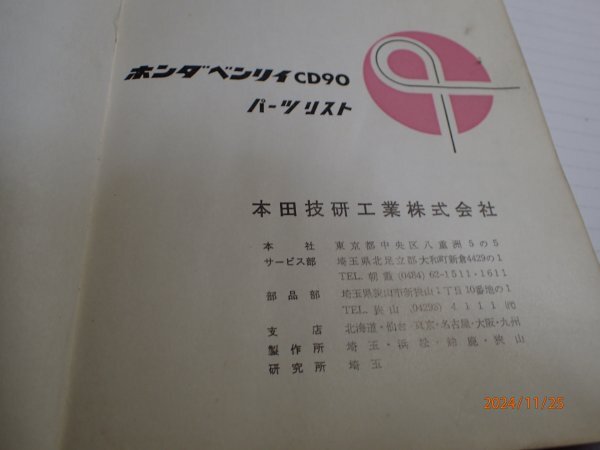 ホンダベンリイCD90
パーツリスト
本田技研工業株式会社
本社 東京都中央区八重洲5の5
サービス部 埼玉県北足立郡大和町新倉4429の1
TEL. 朝霞 (0484) 62-1511・1611
部品部 埼玉県狭山市新狭山1丁目10番地の1
TEL. 狭山 (04295) 4111 ㈹
支店 北海道・仙台・東京・名古屋・大阪・九州
製作所 埼玉・浜松・鈴鹿・狭山
研究所 埼玉
2024/11/25